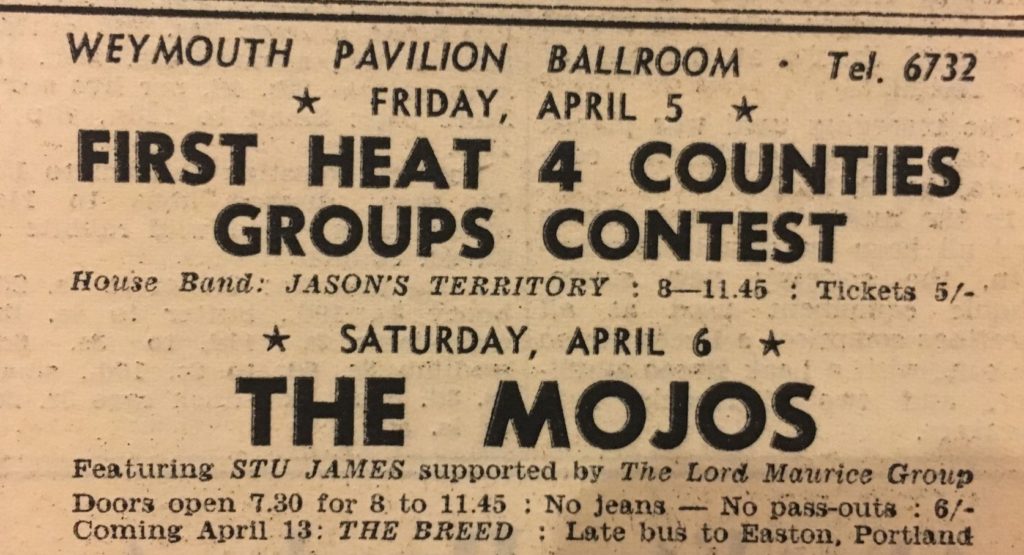 WEYMOUTH PAVILION BALLROOM · Tel. 6732
★ FRIDAY, APRIL 5 ★
FIRST HEAT 4 COUNTIES
GROUPS CONTEST
House Band: JASON'S TERRITORY : 8—11.45 : Tickets 5/-
★ SATURDAY, APRIL 6 ★
THE MOJOS
Featuring STU JAMES supported by The Lord Maurice Group
Doors open 7.30 for 8 to 11.45 : No jeans — No pass-outs : 6/-
Coming April 13: THE BREED : Late bus to Easton, Portland